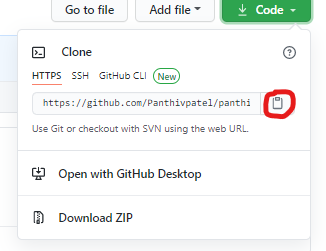 Go to file
Add file
Code
Clone
HTTPS SSH GitHub CLI New
https://github.com/Panthivpatel/panthi
Use Git or checkout with SVN using the web URL.
Open with GitHub Desktop
Download ZIP